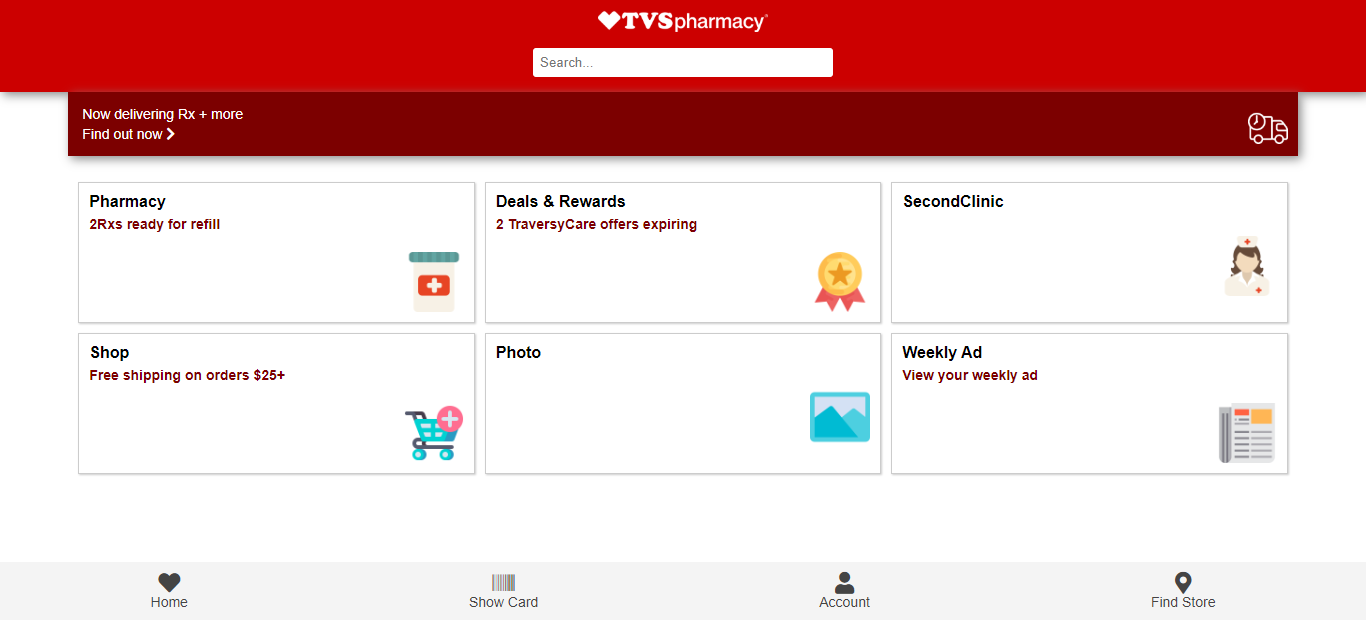 TVSpharmacy
Search...
Now delivering Rx + more
Find out now
Pharmacy
2Rxs ready for refill
Deals & Rewards
2 TraversyCare offers expiring
SecondClinic
Shop
Free shipping on orders $25+
Photo
Weekly Ad
View your weekly ad
Home
Show Card
Account
Find Store